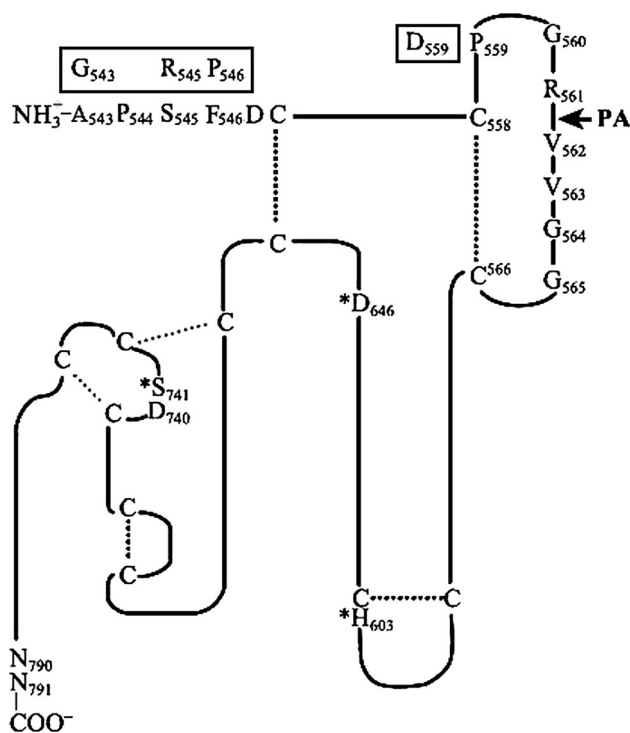 G543 R545 P546
D559 P559 G560
NH3–A543 P544 S545 F546 D C C558 R561
PA
V562
V563
C G564
C566 G565
*D646
C
C
C
*S741
C D740
C
C
C C
*H603
N790
N791
COO–